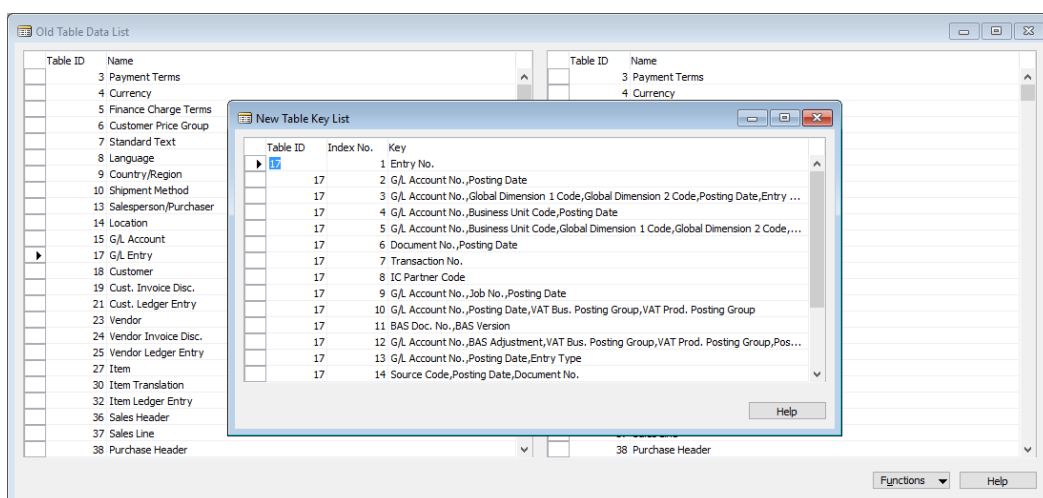 Old Table Data List
Table ID Name
3 Payment Terms
4 Currency
5 Finance Charge Terms
6 Customer Price Group
7 Standard Text
8 Language
9 Country/Region
10 Shipment Method
13 Salesperson/Purchaser
14 Location
15 G/L Account
17 G/L Entry
18 Customer
19 Cust. Invoice Disc.
21 Cust. Ledger Entry
23 Vendor
24 Vendor Invoice Disc.
25 Vendor Ledger Entry
27 Item
30 Item Translation
32 Item Ledger Entry
36 Sales Header
37 Sales Line
38 Purchase Header
Table ID Name
3 Payment Terms
4 Currency
38 Purchase Header
New Table Key List
Table ID Index No. Key
17 1 Entry No.
17 2 G/L Account No.,Posting Date
17 3 G/L Account No.,Global Dimension 1 Code,Global Dimension 2 Code,Posting Date,Entry ...
17 4 G/L Account No.,Business Unit Code,Posting Date
17 5 G/L Account No.,Business Unit Code,Global Dimension 1 Code,Global Dimension 2 Code,...
17 6 Document No.,Posting Date
17 7 Transaction No.
17 8 IC Partner Code
17 9 G/L Account No.,Job No.,Posting Date
17 10 G/L Account No.,Posting Date,VAT Bus. Posting Group,VAT Prod. Posting Group
17 11 BAS Doc. No.,BAS Version
17 12 G/L Account No.,BAS Adjustment,VAT Bus. Posting Group,VAT Prod. Posting Group,Pos...
17 13 G/L Account No.,Posting Date,Entry Type
17 14 Source Code,Posting Date,Document No.
Help
Functions Help